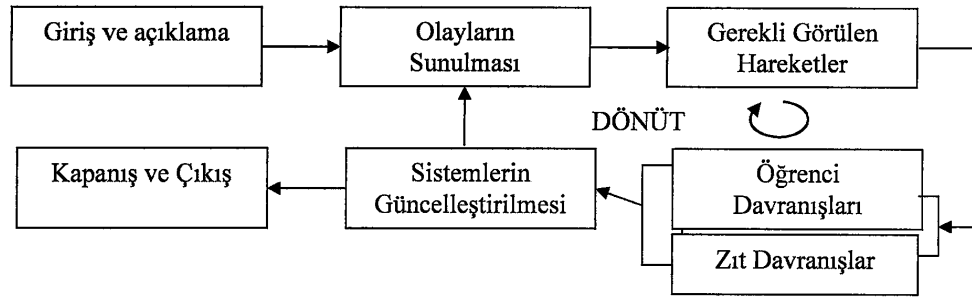 Giriş ve açıklama
Olayların
Sunulması
Gerekli Görülen
Hareketler
DÖNÜT
Kapanış ve Çıkış
Sistemlerin
Güncelleştirilmesi
Öğrenci
Davranışları
Zıt Davranışlar